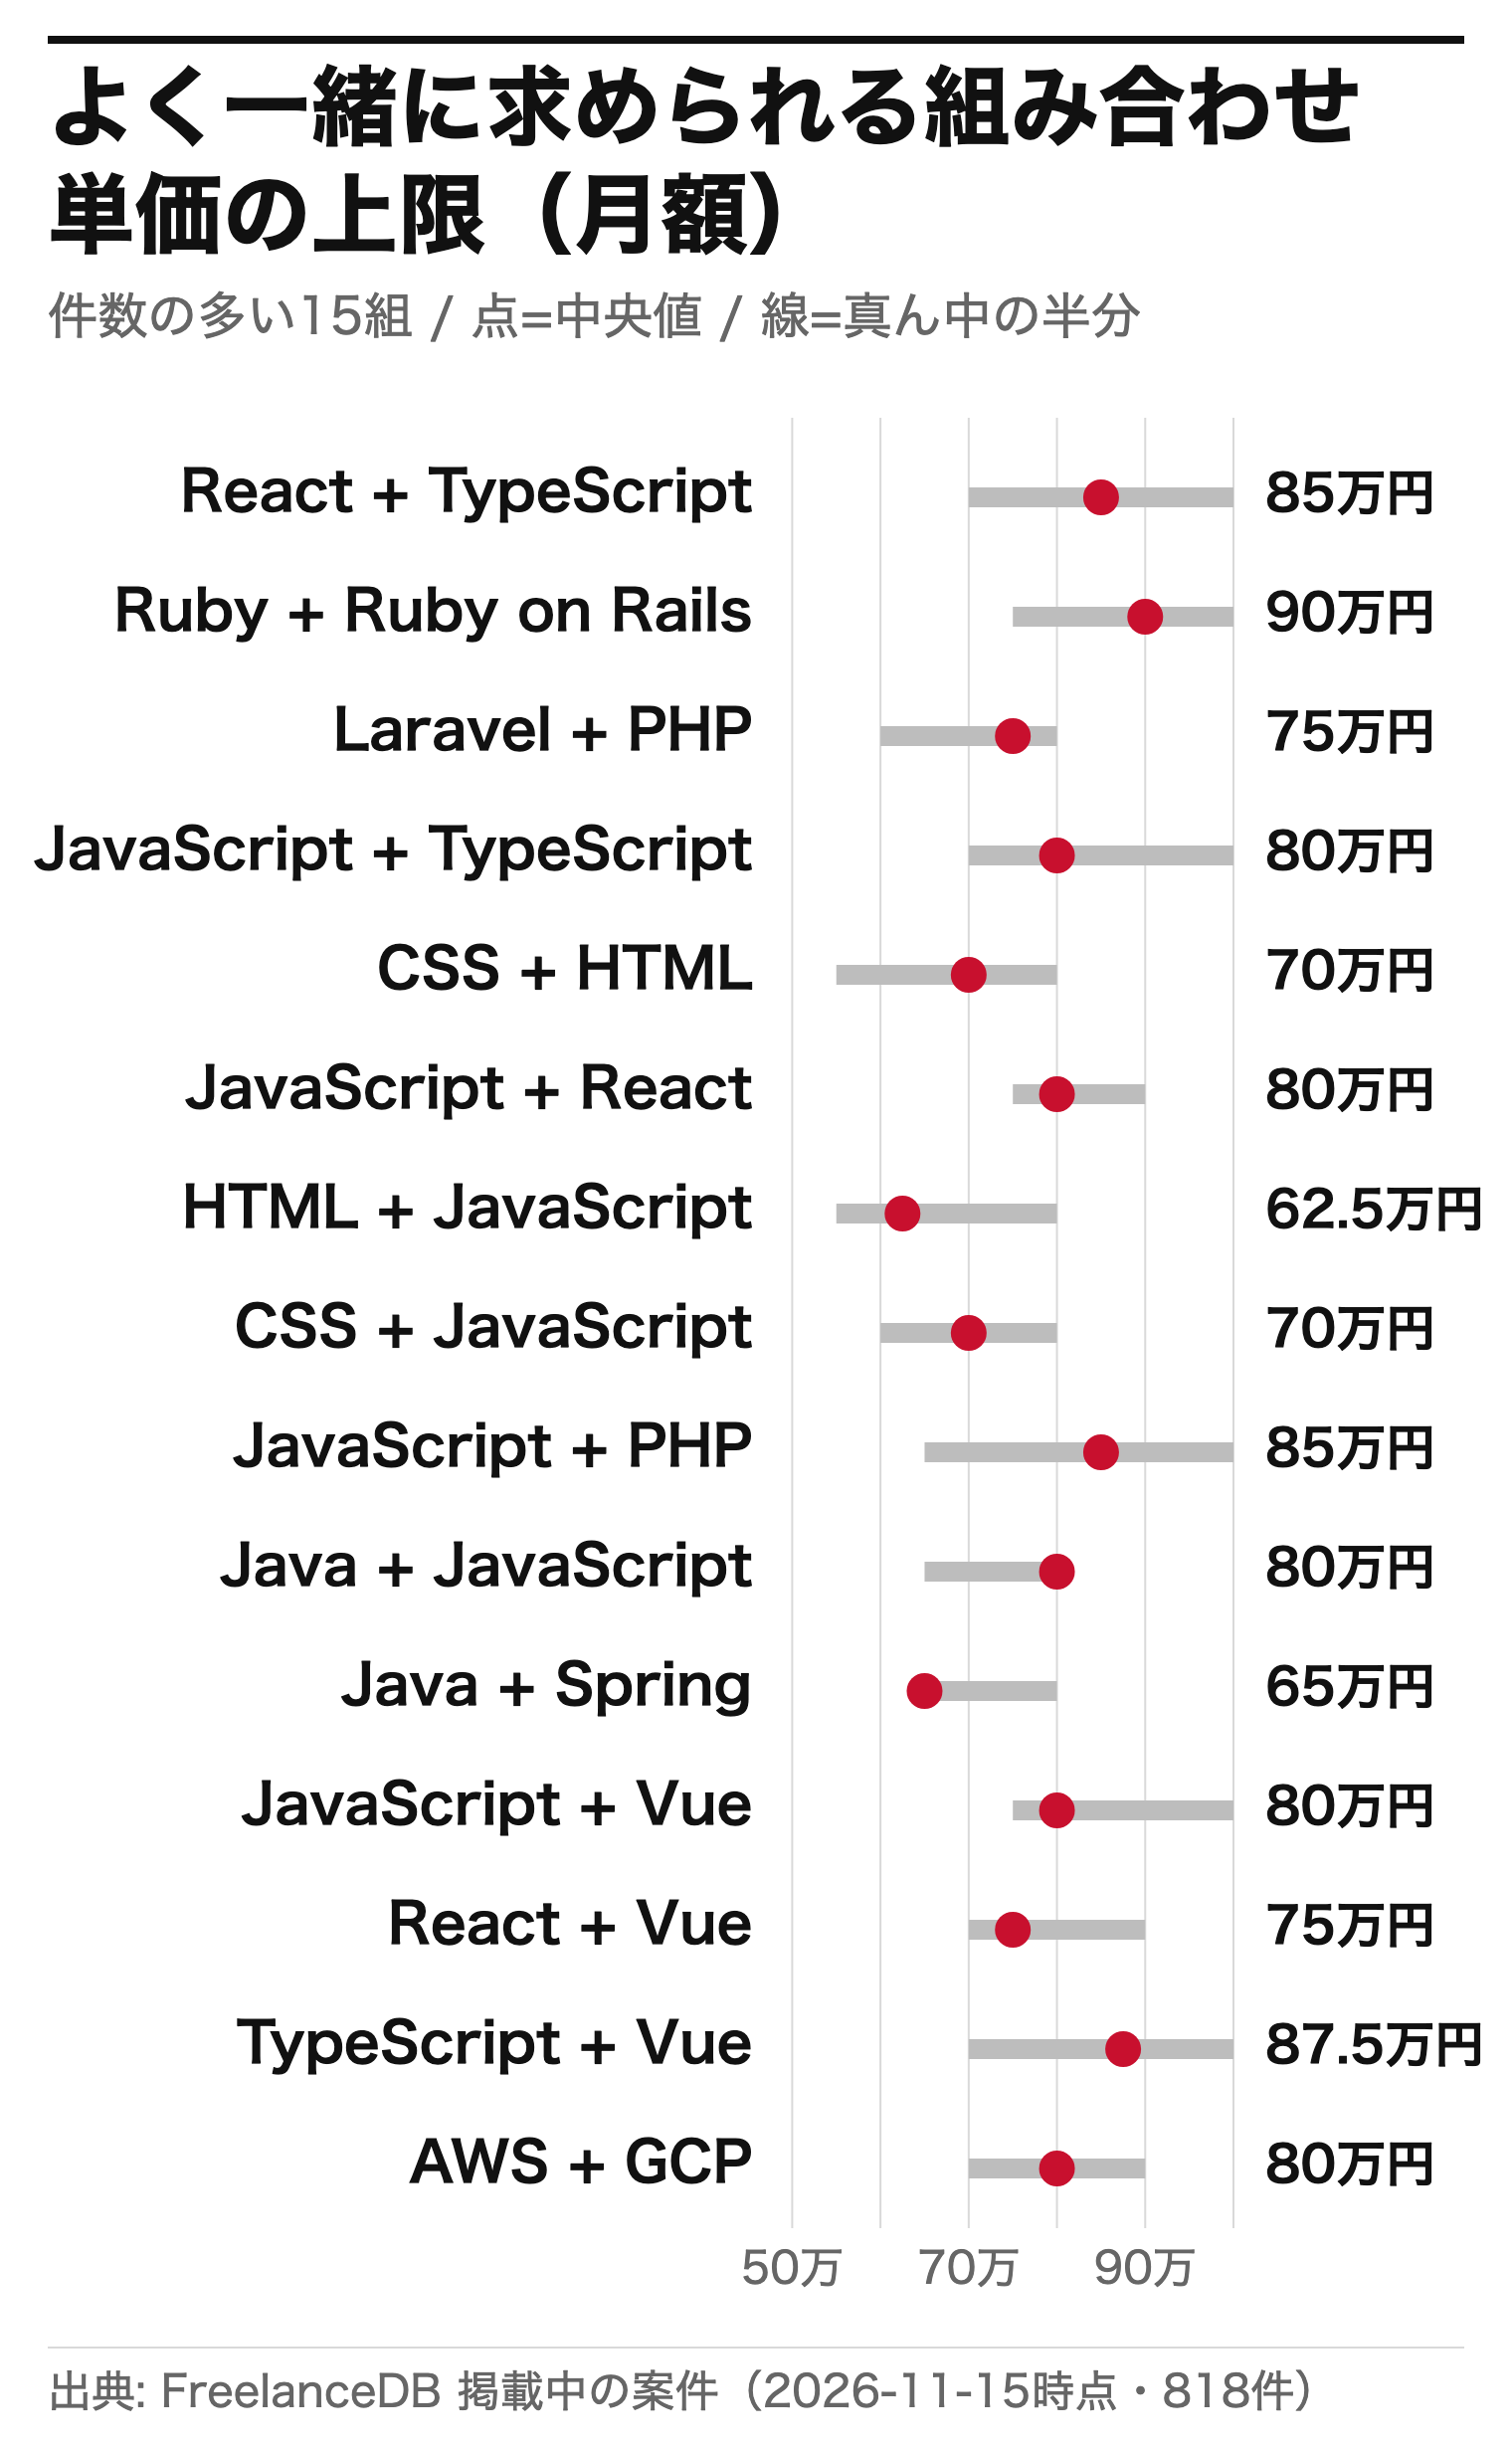 よく一緒に求められる組み合わせ
単価の上限（月額）
件数の多い15組 / 点=中央値 / 線=真ん中の半分
React + TypeScript 85万円
Ruby + Ruby on Rails 90万円
Laravel + PHP 75万円
JavaScript + TypeScript 80万円
CSS + HTML 70万円
JavaScript + React 80万円
HTML + JavaScript 62.5万円
CSS + JavaScript 70万円
JavaScript + PHP 85万円
Java + JavaScript 80万円
Java + Spring 65万円
JavaScript + Vue 80万円
React + Vue 75万円
TypeScript + Vue 87.5万円
AWS + GCP 80万円
50万 70万 90万
出典: FreelanceDB 掲載中の案件（2026-11-15時点・818件）